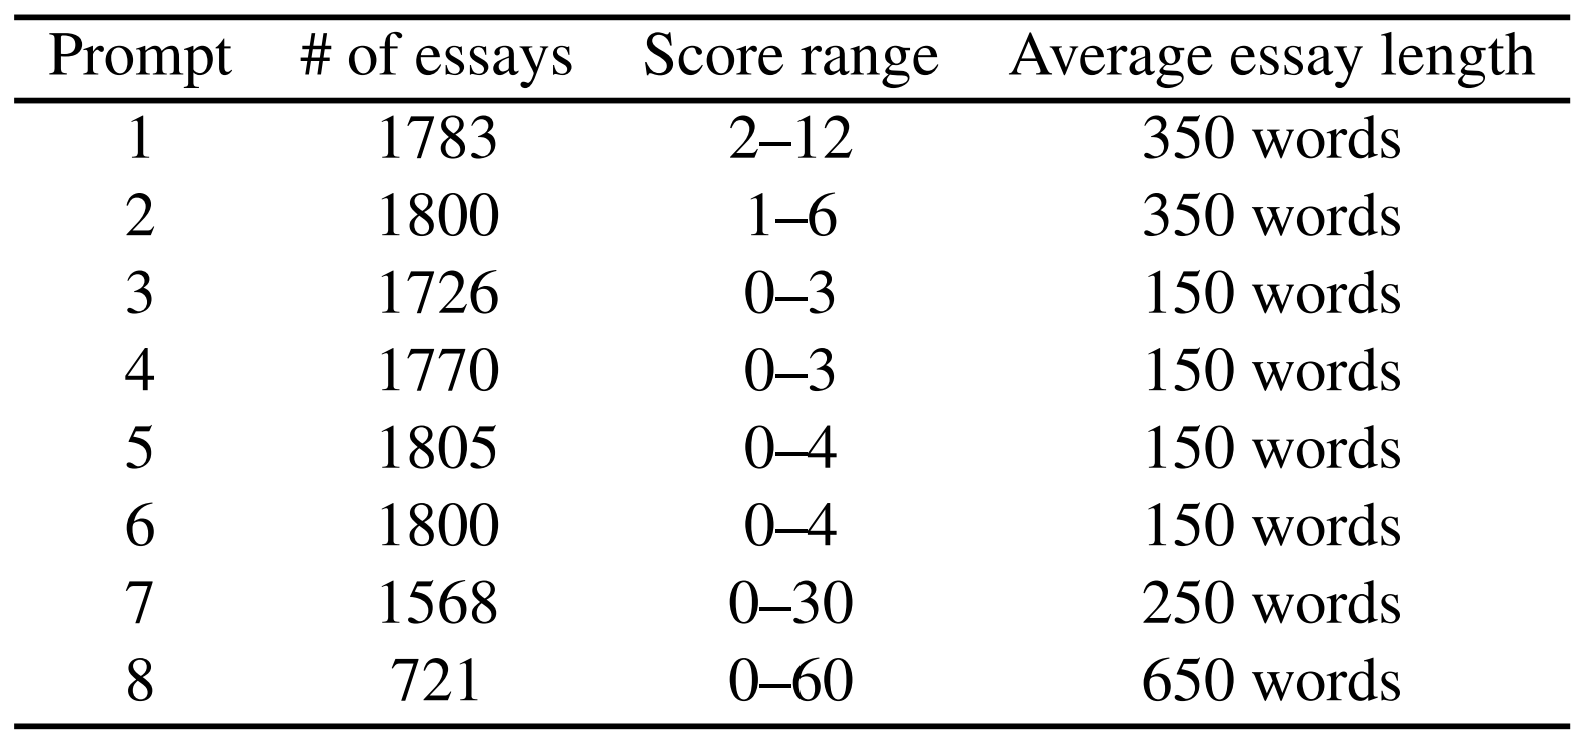 Prompt # of essays Score range Average essay length
1 1783 2–12 350 words
2 1800 1–6 350 words
3 1726 0–3 150 words
4 1770 0–3 150 words
5 1805 0–4 150 words
6 1800 0–4 150 words
7 1568 0–30 250 words
8 721 0–60 650 words